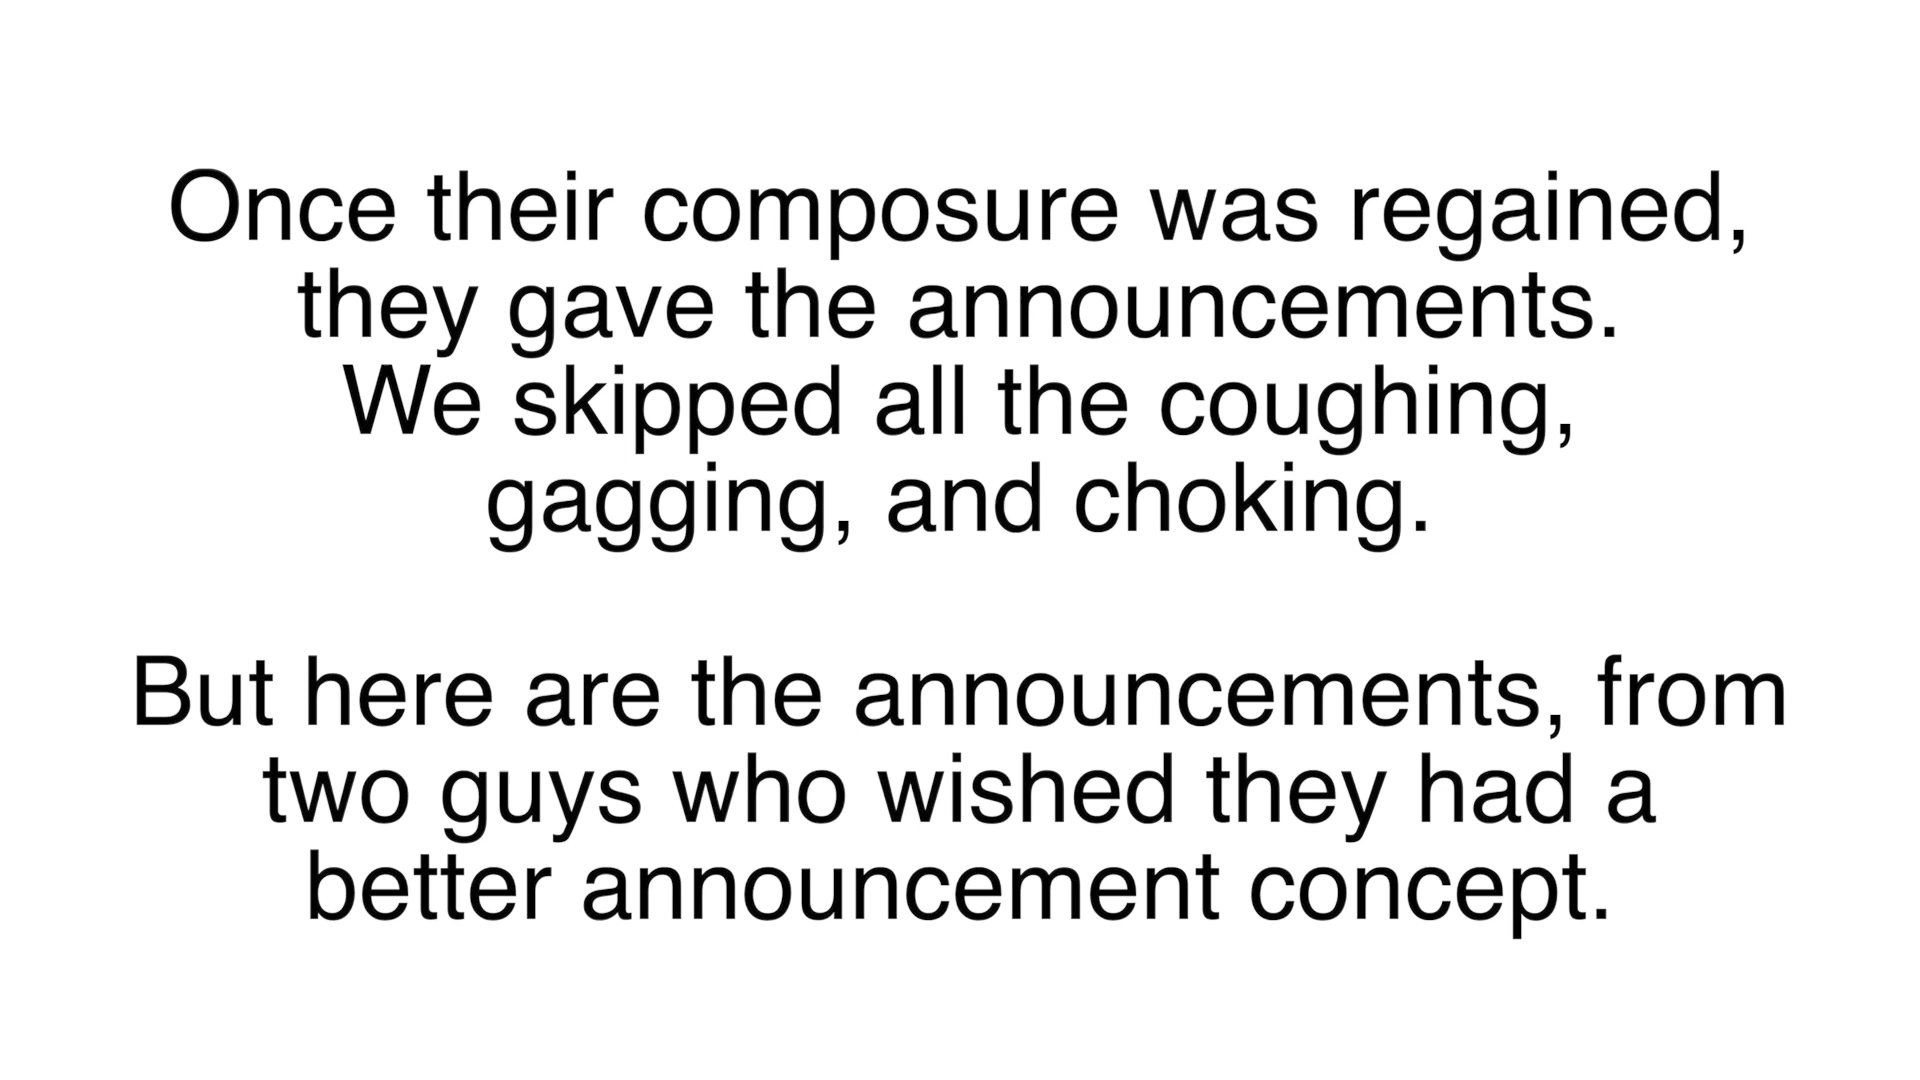 Once their composure was regained,
they gave the announcements.
We skipped all the coughing,
gagging, and choking.
But here are the announcements, from
two guys who wished they had a
better announcement concept.